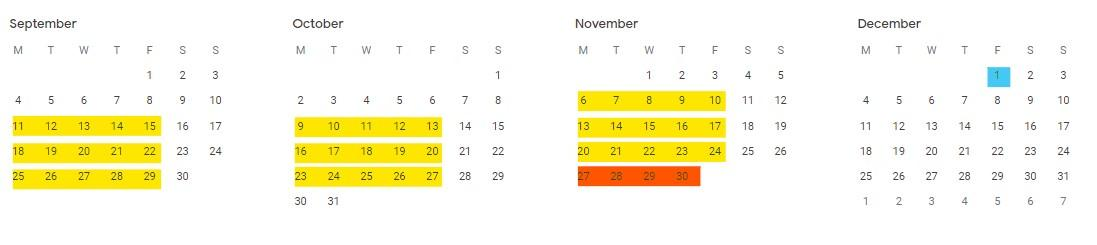 September
M T W T F S S
1 2 3
4 5 6 7 8 9 10
11 12 13 14 15 16 17
18 19 20 21 22 23 24
25 26 27 28 29 30
October
M T W T F S S
1
2 3 4 5 6 7 8
9 10 11 12 13 14 15
16 17 18 19 20 21 22
23 24 25 26 27 28 29
30 31
November
M T W T F S S
1 2 3 4 5
6 7 8 9 10 11 12
13 14 15 16 17 18 19
20 21 22 23 24 25 26
27 28 29 30
December
M T W T F S S
1 2 3
4 5 6 7 8 9 10
11 12 13 14 15 16 17
18 19 20 21 22 23 24
25 26 27 28 29 30 31
1 2 3 4 5 6 7